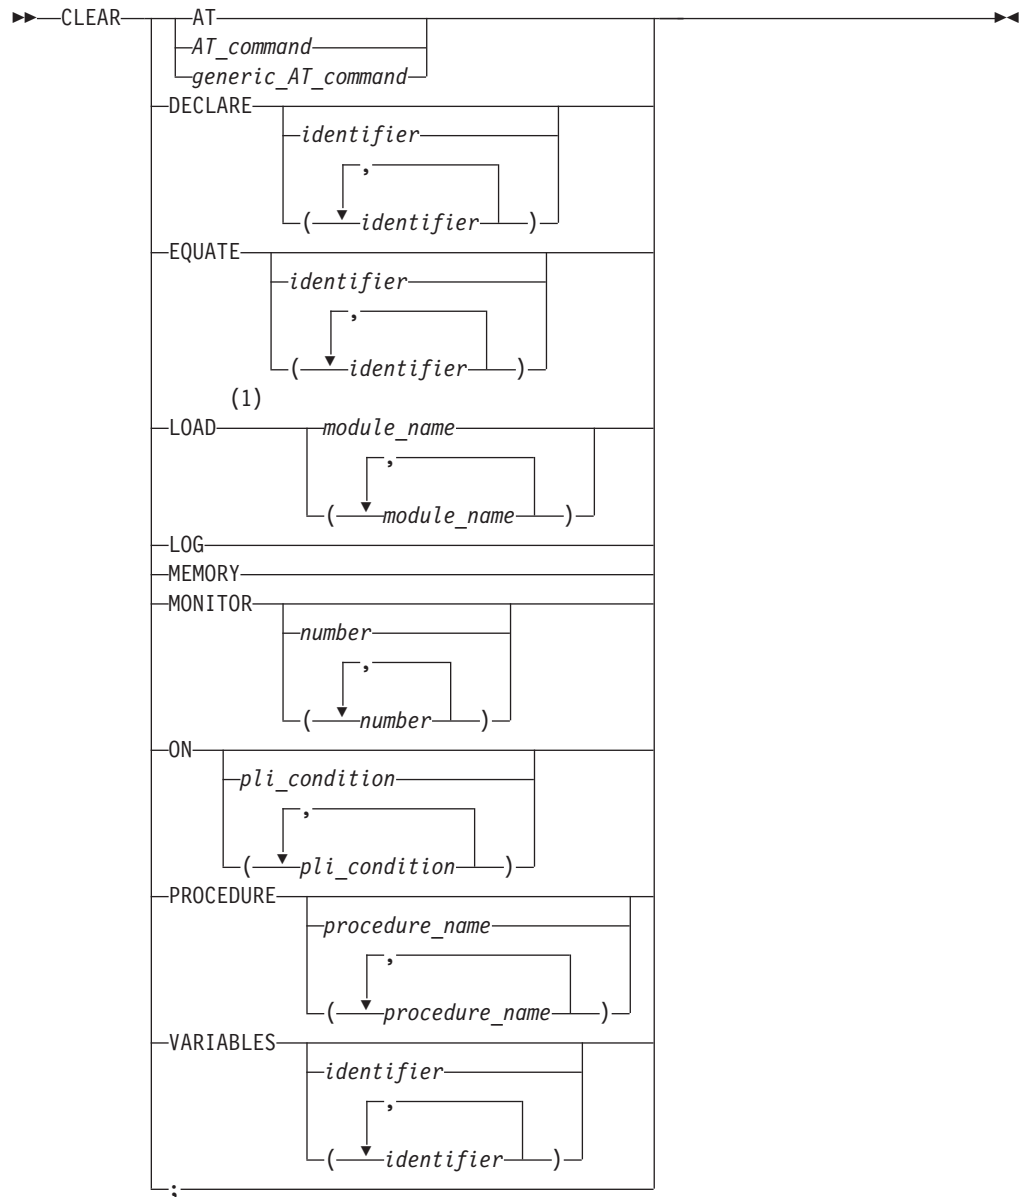 CLEAR AT
AT_command
generic_AT_command
DECLARE
identifier
,
( identifier )
EQUATE
identifier
,
( identifier )
(1)
LOAD module_name
,
( module_name )
LOG
MEMORY
MONITOR
number
,
( number )
ON
pli_condition
,
( pli_condition )
PROCEDURE
procedure_name
,
( procedure_name )
VARIABLES
identifier
,
( identifier )
;